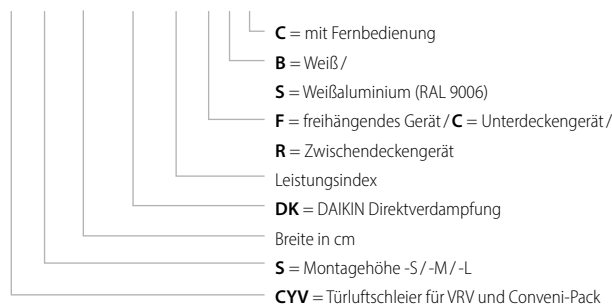 C = mit Fernbedienung
B = Weiß /
S = Weißaluminium (RAL 9006)
F = freihängendes Gerät / C = Unterdeckengerät /
R = Zwischendeckengerät
Leistungsindex
DK = DAIKIN Direktverdampfung
Breite in cm
S = Montagehöhe -S / -M / -L
CYV = Türluftschleier für VRV und Conveni-Pack